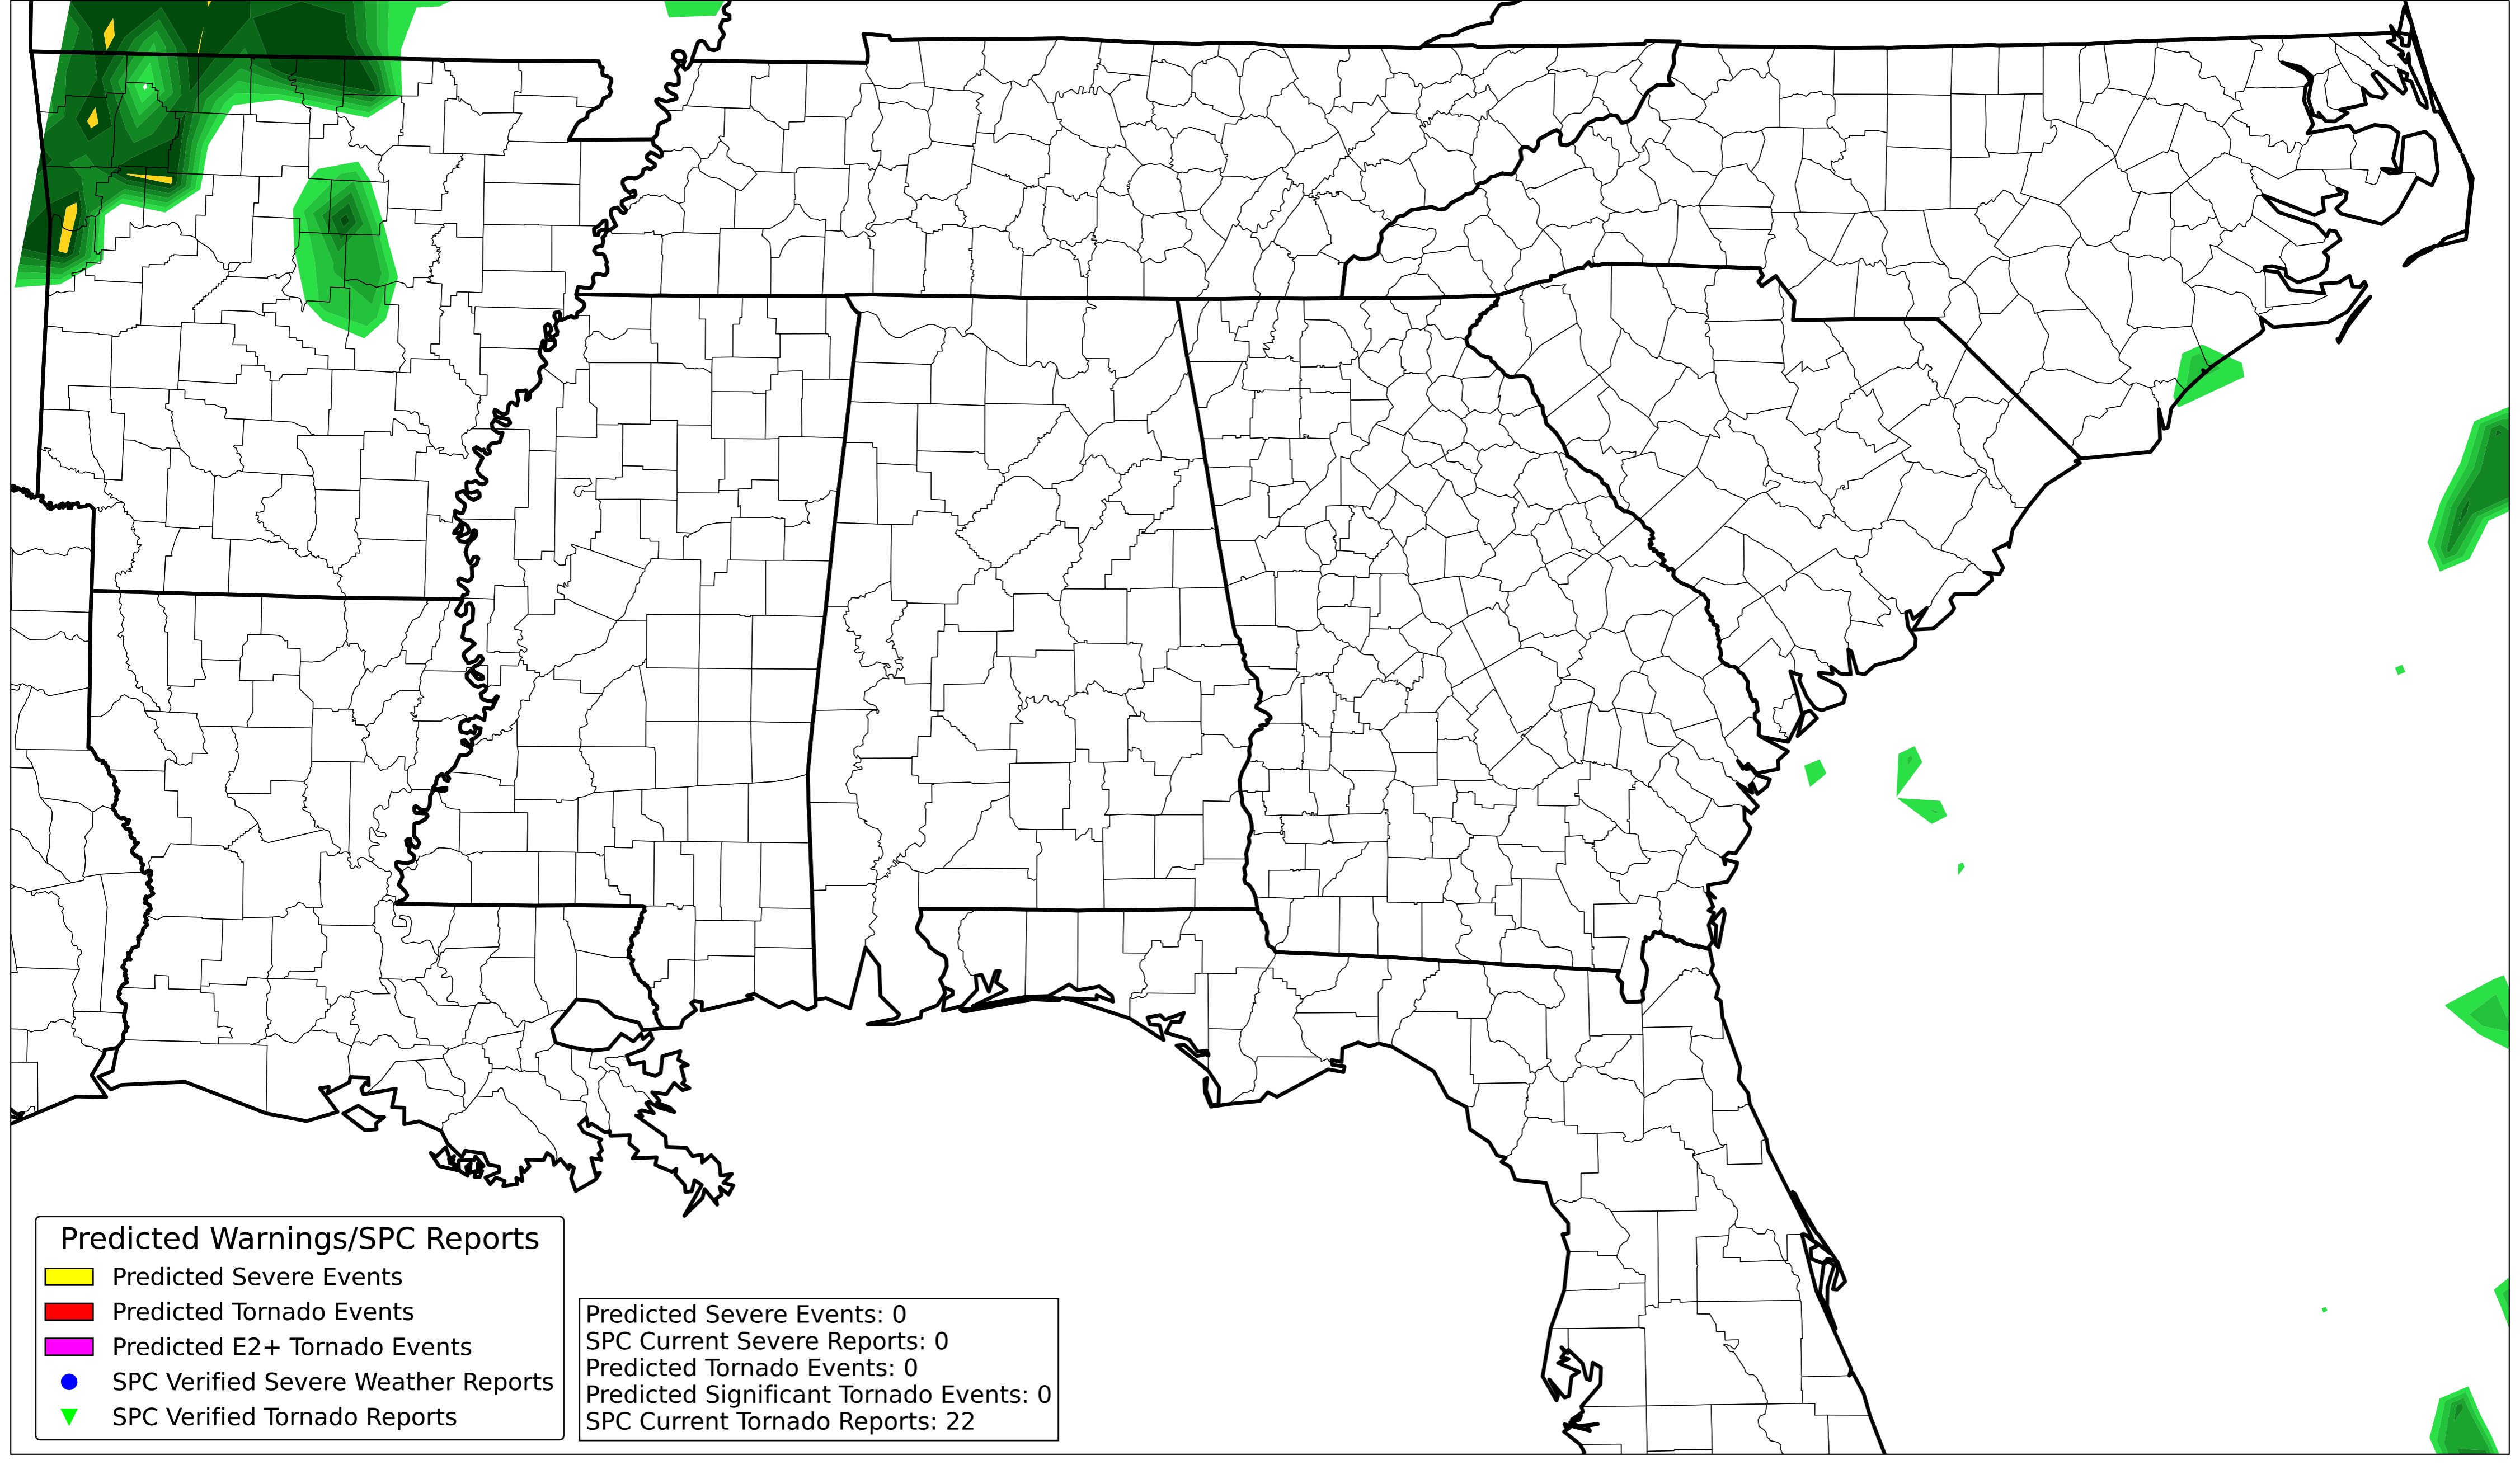 Predicted Warnings/SPC Reports
Predicted Severe Events
Predicted Tornado Events
Predicted E2+ Tornado Events
SPC Verified Severe Weather Reports
SPC Verified Tornado Reports
Predicted Severe Events: 0
SPC Current Severe Reports: 0
Predicted Tornado Events: 0
Predicted Significant Tornado Events: 0
SPC Current Tornado Reports: 22